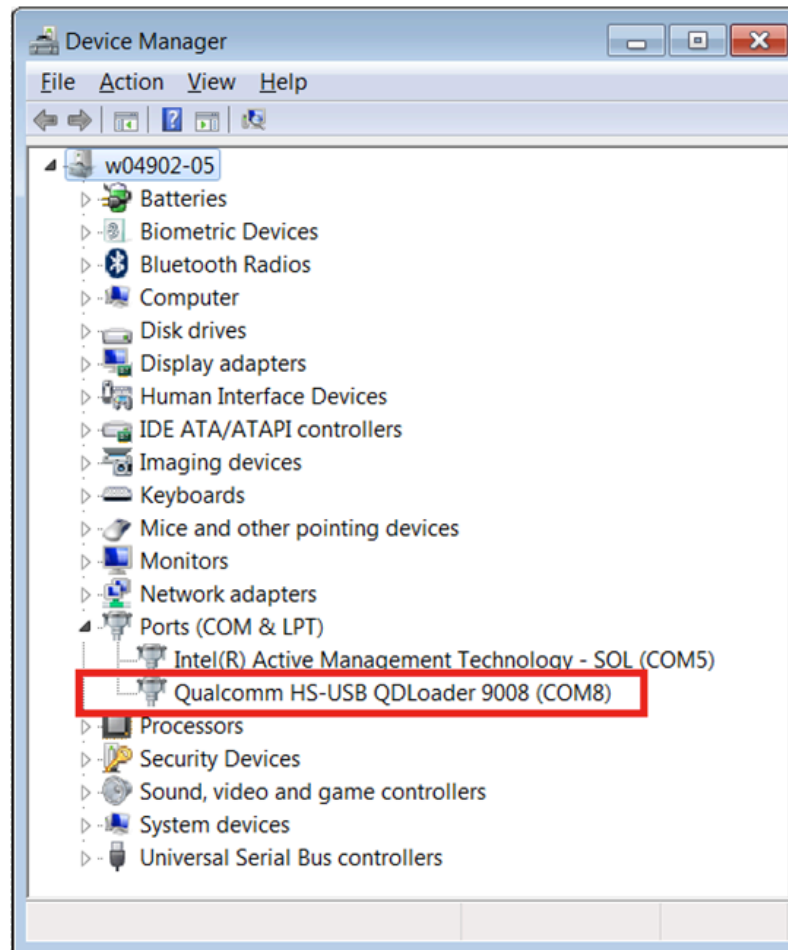 Device Manager
File Action View Help
w04902-05
Batteries
Biometric Devices
Bluetooth Radios
Computer
Disk drives
Display adapters
Human Interface Devices
IDE ATA/ATAPI controllers
Imaging devices
Keyboards
Mice and other pointing devices
Monitors
Network adapters
Ports (COM & LPT)
Intel(R) Active Management Technology - SOL (COM5)
Qualcomm HS-USB QDLoader 9008 (COM8)
Processors
Security Devices
Sound, video and game controllers
System devices
Universal Serial Bus controllers